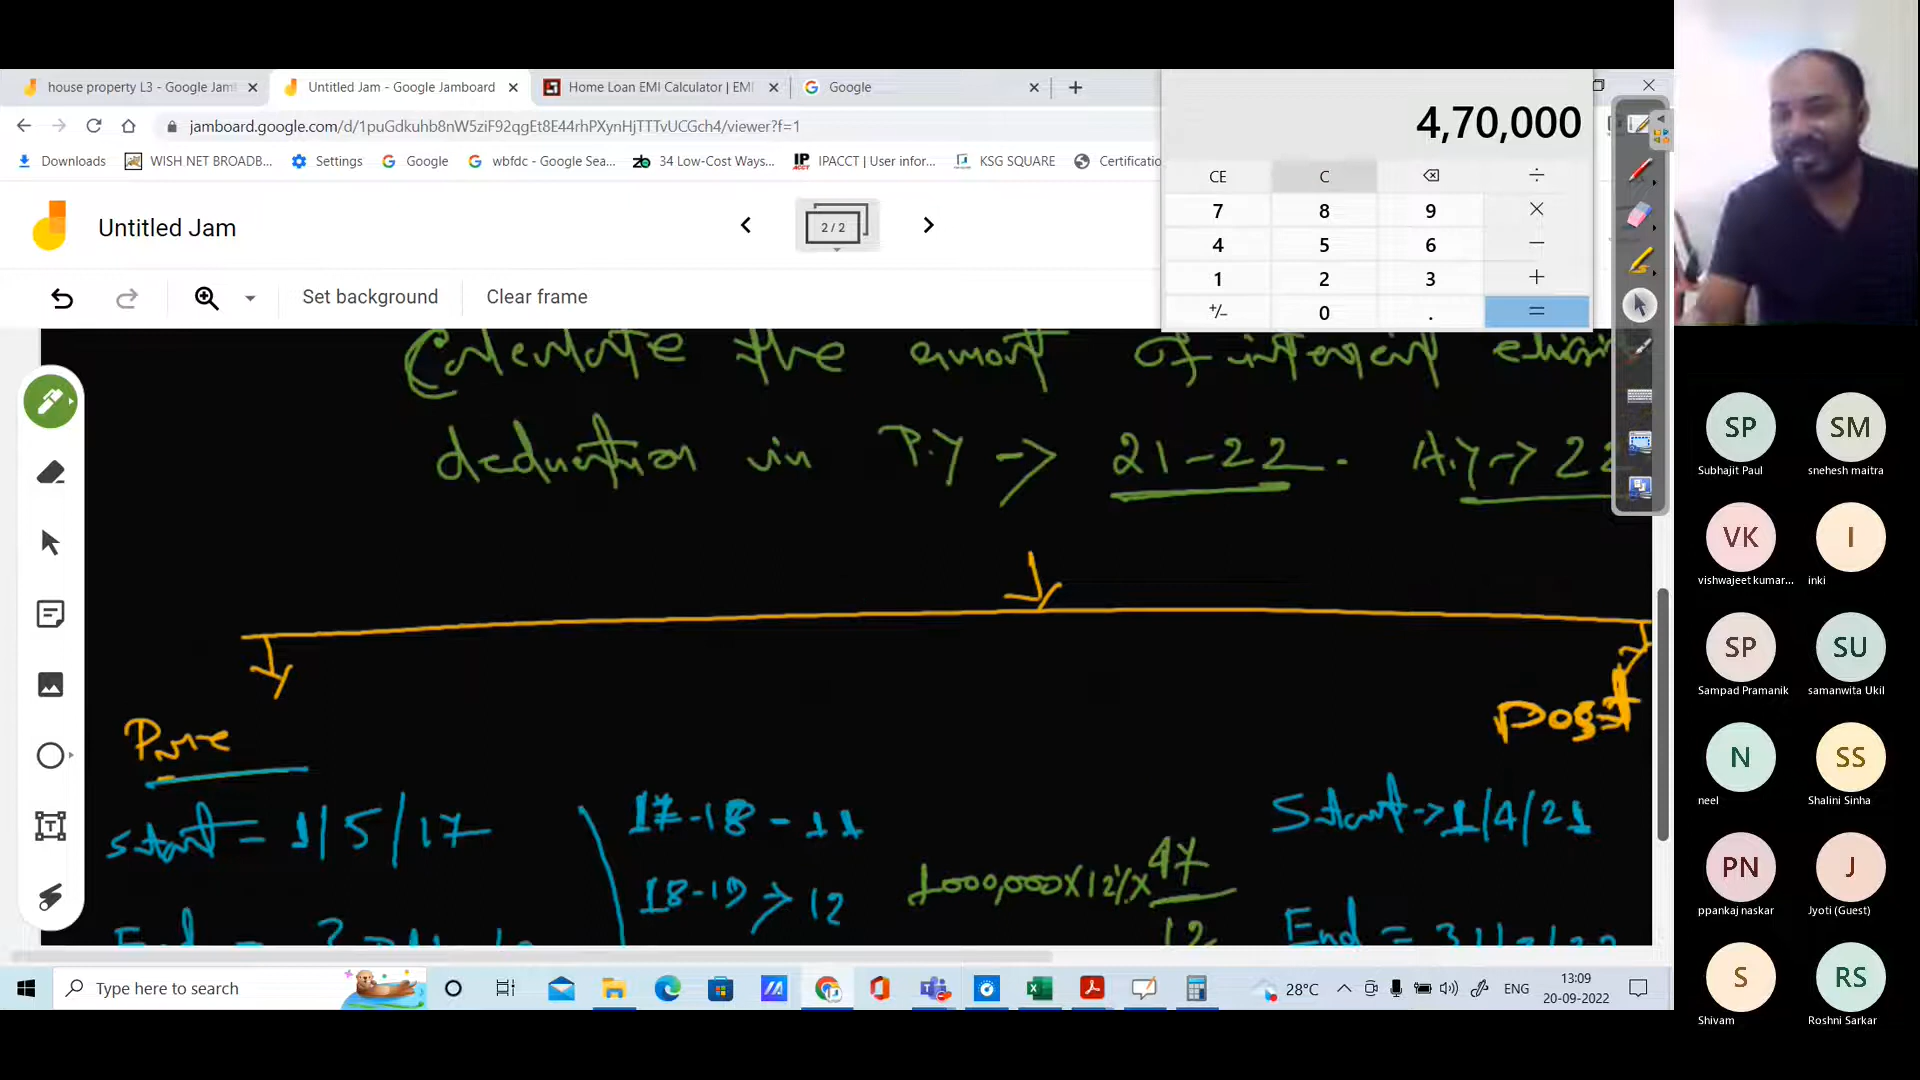 house property L3 - Google Jam
Untitled Jam - Google Jamboard
Home Loan EMI Calculator | EMI
Google
jamboard.google.com/d/1puGdkuhb8nW5ziF92qgEt8E44rhPXynHjTTTvUCGch4/viewer?f=1
Downloads
WISH NET BROADB...
Settings
Google
wbfdc - Google Sea...
34 Low-Cost Ways...
IPACCT | User infor...
KSG SQUARE
Certificatio
4,70,000
CE C ÷
7 8 9 ×
4 5 6 −
1 2 3 +
+/- 0 . =
Untitled Jam
2 / 2
Set background
Clear frame
Calculate the amount of interest
deduction in P.Y -> 21-22. A.Y -> 22
Pre
Post
Start = 1/5/17
17-18 - 11
18-19 > 12
1000,000 x 12% x 47
12
Start -> 1/4/21
End =
End =
SP
Subhajit Paul
SM
snehesh maitra
VK
vishwajeet kumar...
I
inki
SP
Sampad Pramanik
SU
samanwita Ukil
N
neel
SS
Shalini Sinha
PN
ppankaj naskar
J
Jyoti (Guest)
S
Shivam
RS
Roshni Sarkar
Type here to search
28°C
ENG
13:09
20-09-2022